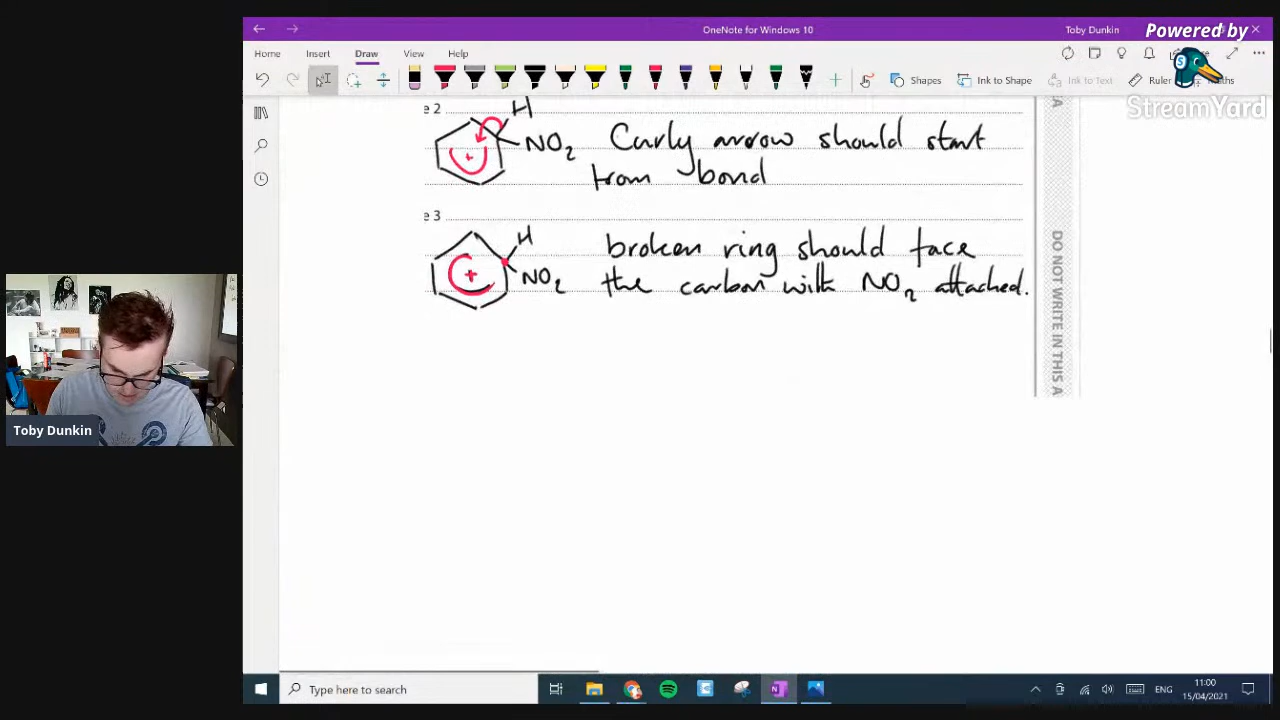 OneNote for Windows 10
Toby Dunkin
Powered by
StreamYard
Home Insert Draw View Help
Shapes Ink to Shape Ink to Text Ruler
e 2
H
NO2
+
Curly arrow should start
from bond
e 3
H
NO2
+
broken ring should face
the carbon with NO2 attached.
DO NOT WRITE IN THIS A
A
Toby Dunkin
Type here to search
ENG
11:00
15/04/2021